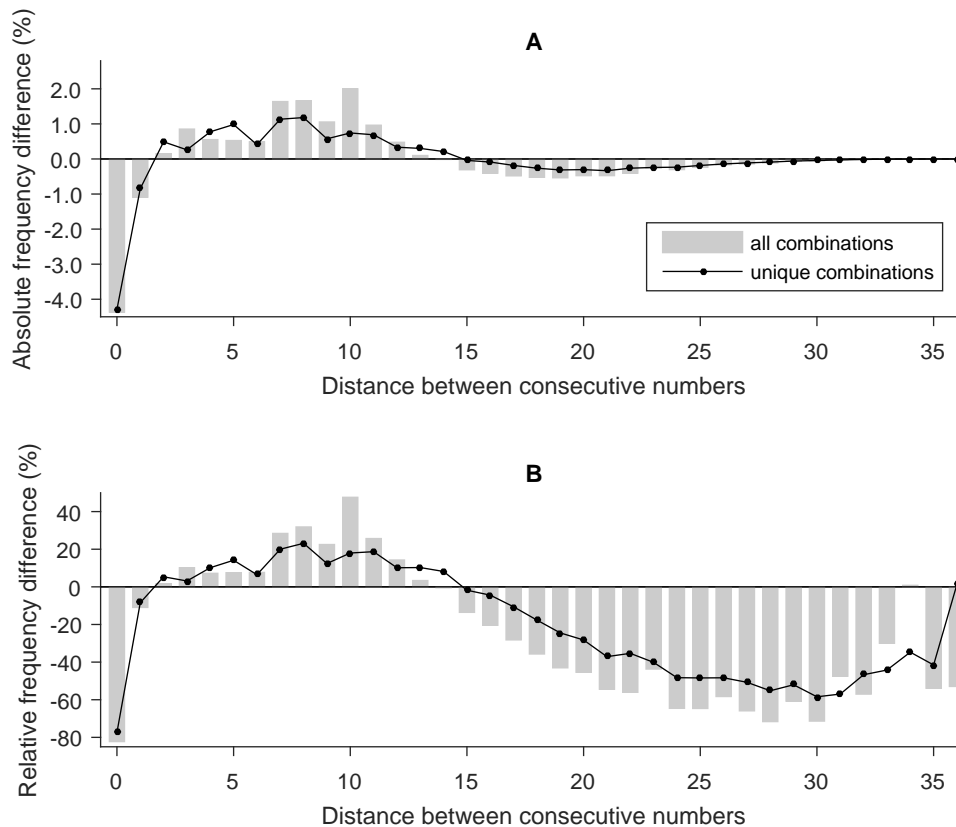 A
Absolute frequency difference (%)
2.0
1.0
0.0
-1.0
-2.0
-3.0
-4.0
all combinations
unique combinations
0 5 10 15 20 25 30 35
Distance between consecutive numbers
B
Relative frequency difference (%)
40
20
0
-20
-40
-60
-80
0 5 10 15 20 25 30 35
Distance between consecutive numbers